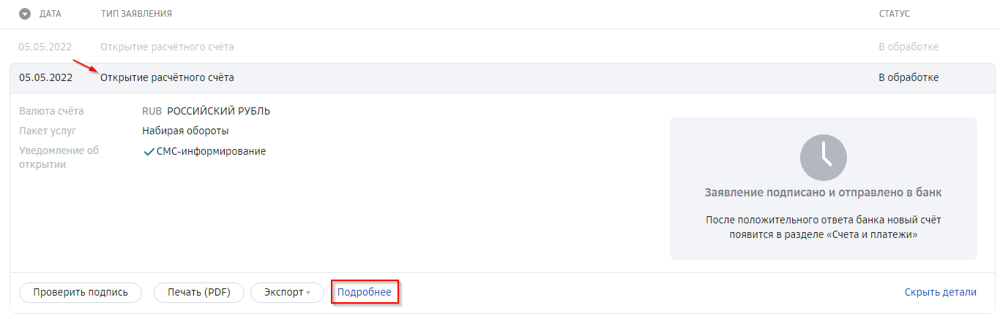 ДАТА ТИП ЗАЯВЛЕНИЯ СТАТУС
05.05.2022 Открытие расчётного счёта В обработке
05.05.2022 Открытие расчётного счёта В обработке
Валюта счёта RUB РОССИЙСКИЙ РУБЛЬ
Пакет услуг Набирая обороты
Уведомление об
открытии
СМС-информирование
Заявление подписано и отправлено в банк
После положительного ответа банка новый счёт
появится в разделе «Счета и платежи»
Проверить подпись Печать (PDF) Экспорт Подробнее Скрыть детали